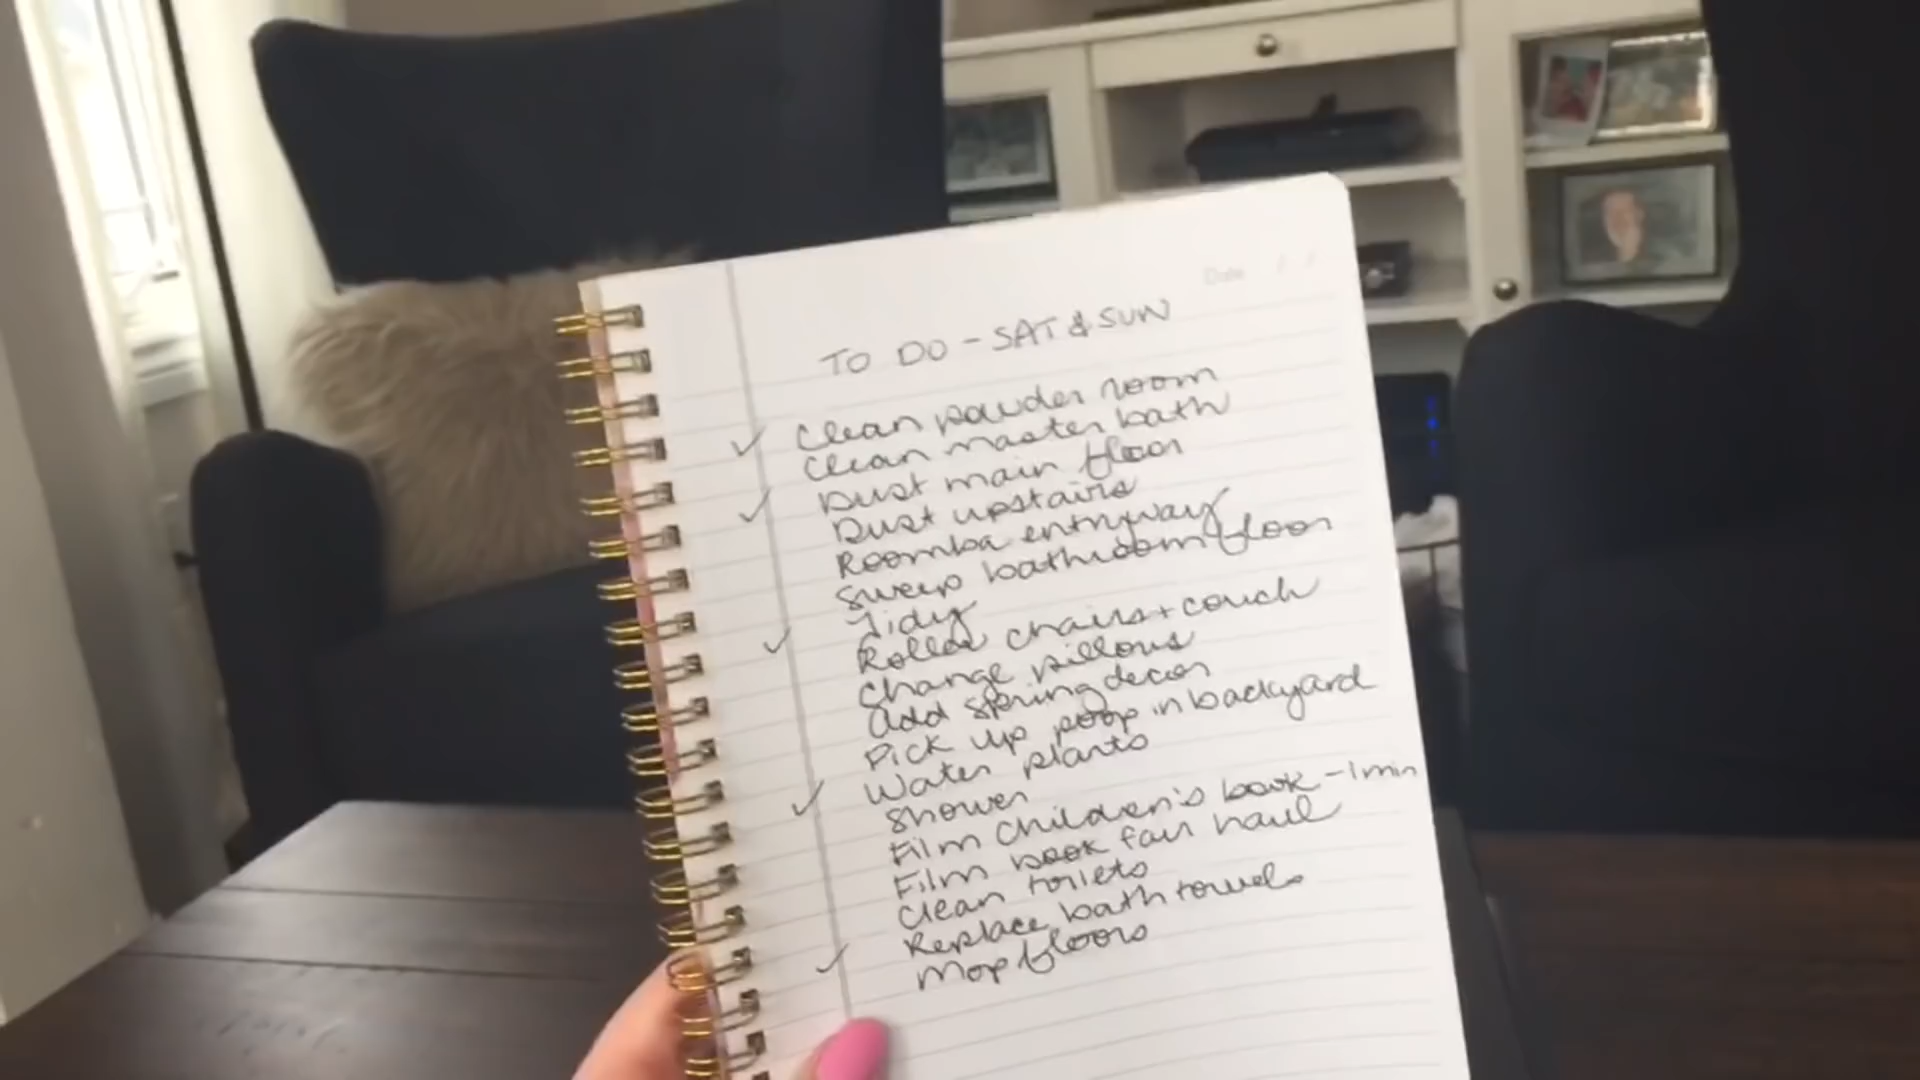 Date / /
TO DO - SAT & SUN
✓ Clean powder room
Clean master bath
✓ Dust main floor
Dust upstairs
Roomba entryway
Sweep bathroom floor
Tidy
✓ Roller chairs + couch
Change pillows
Add spring decor
Pick up poop in backyard
✓ Water plants
Shower
Film children's book - 1 min
Film book fair haul
Clean toilets
Replace bath towels
✓ Mop floors